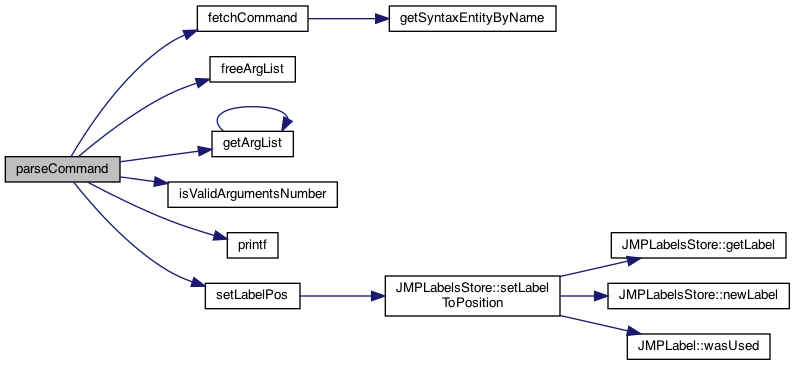 parseCommand
fetchCommand
getSyntaxEntityByName
freeArgList
getArgList
isValidArgumentsNumber
printf
setLabelPos
JMPLabelsStore::setLabel
ToPosition
JMPLabelsStore::getLabel
JMPLabelsStore::newLabel
JMPLabel::wasUsed